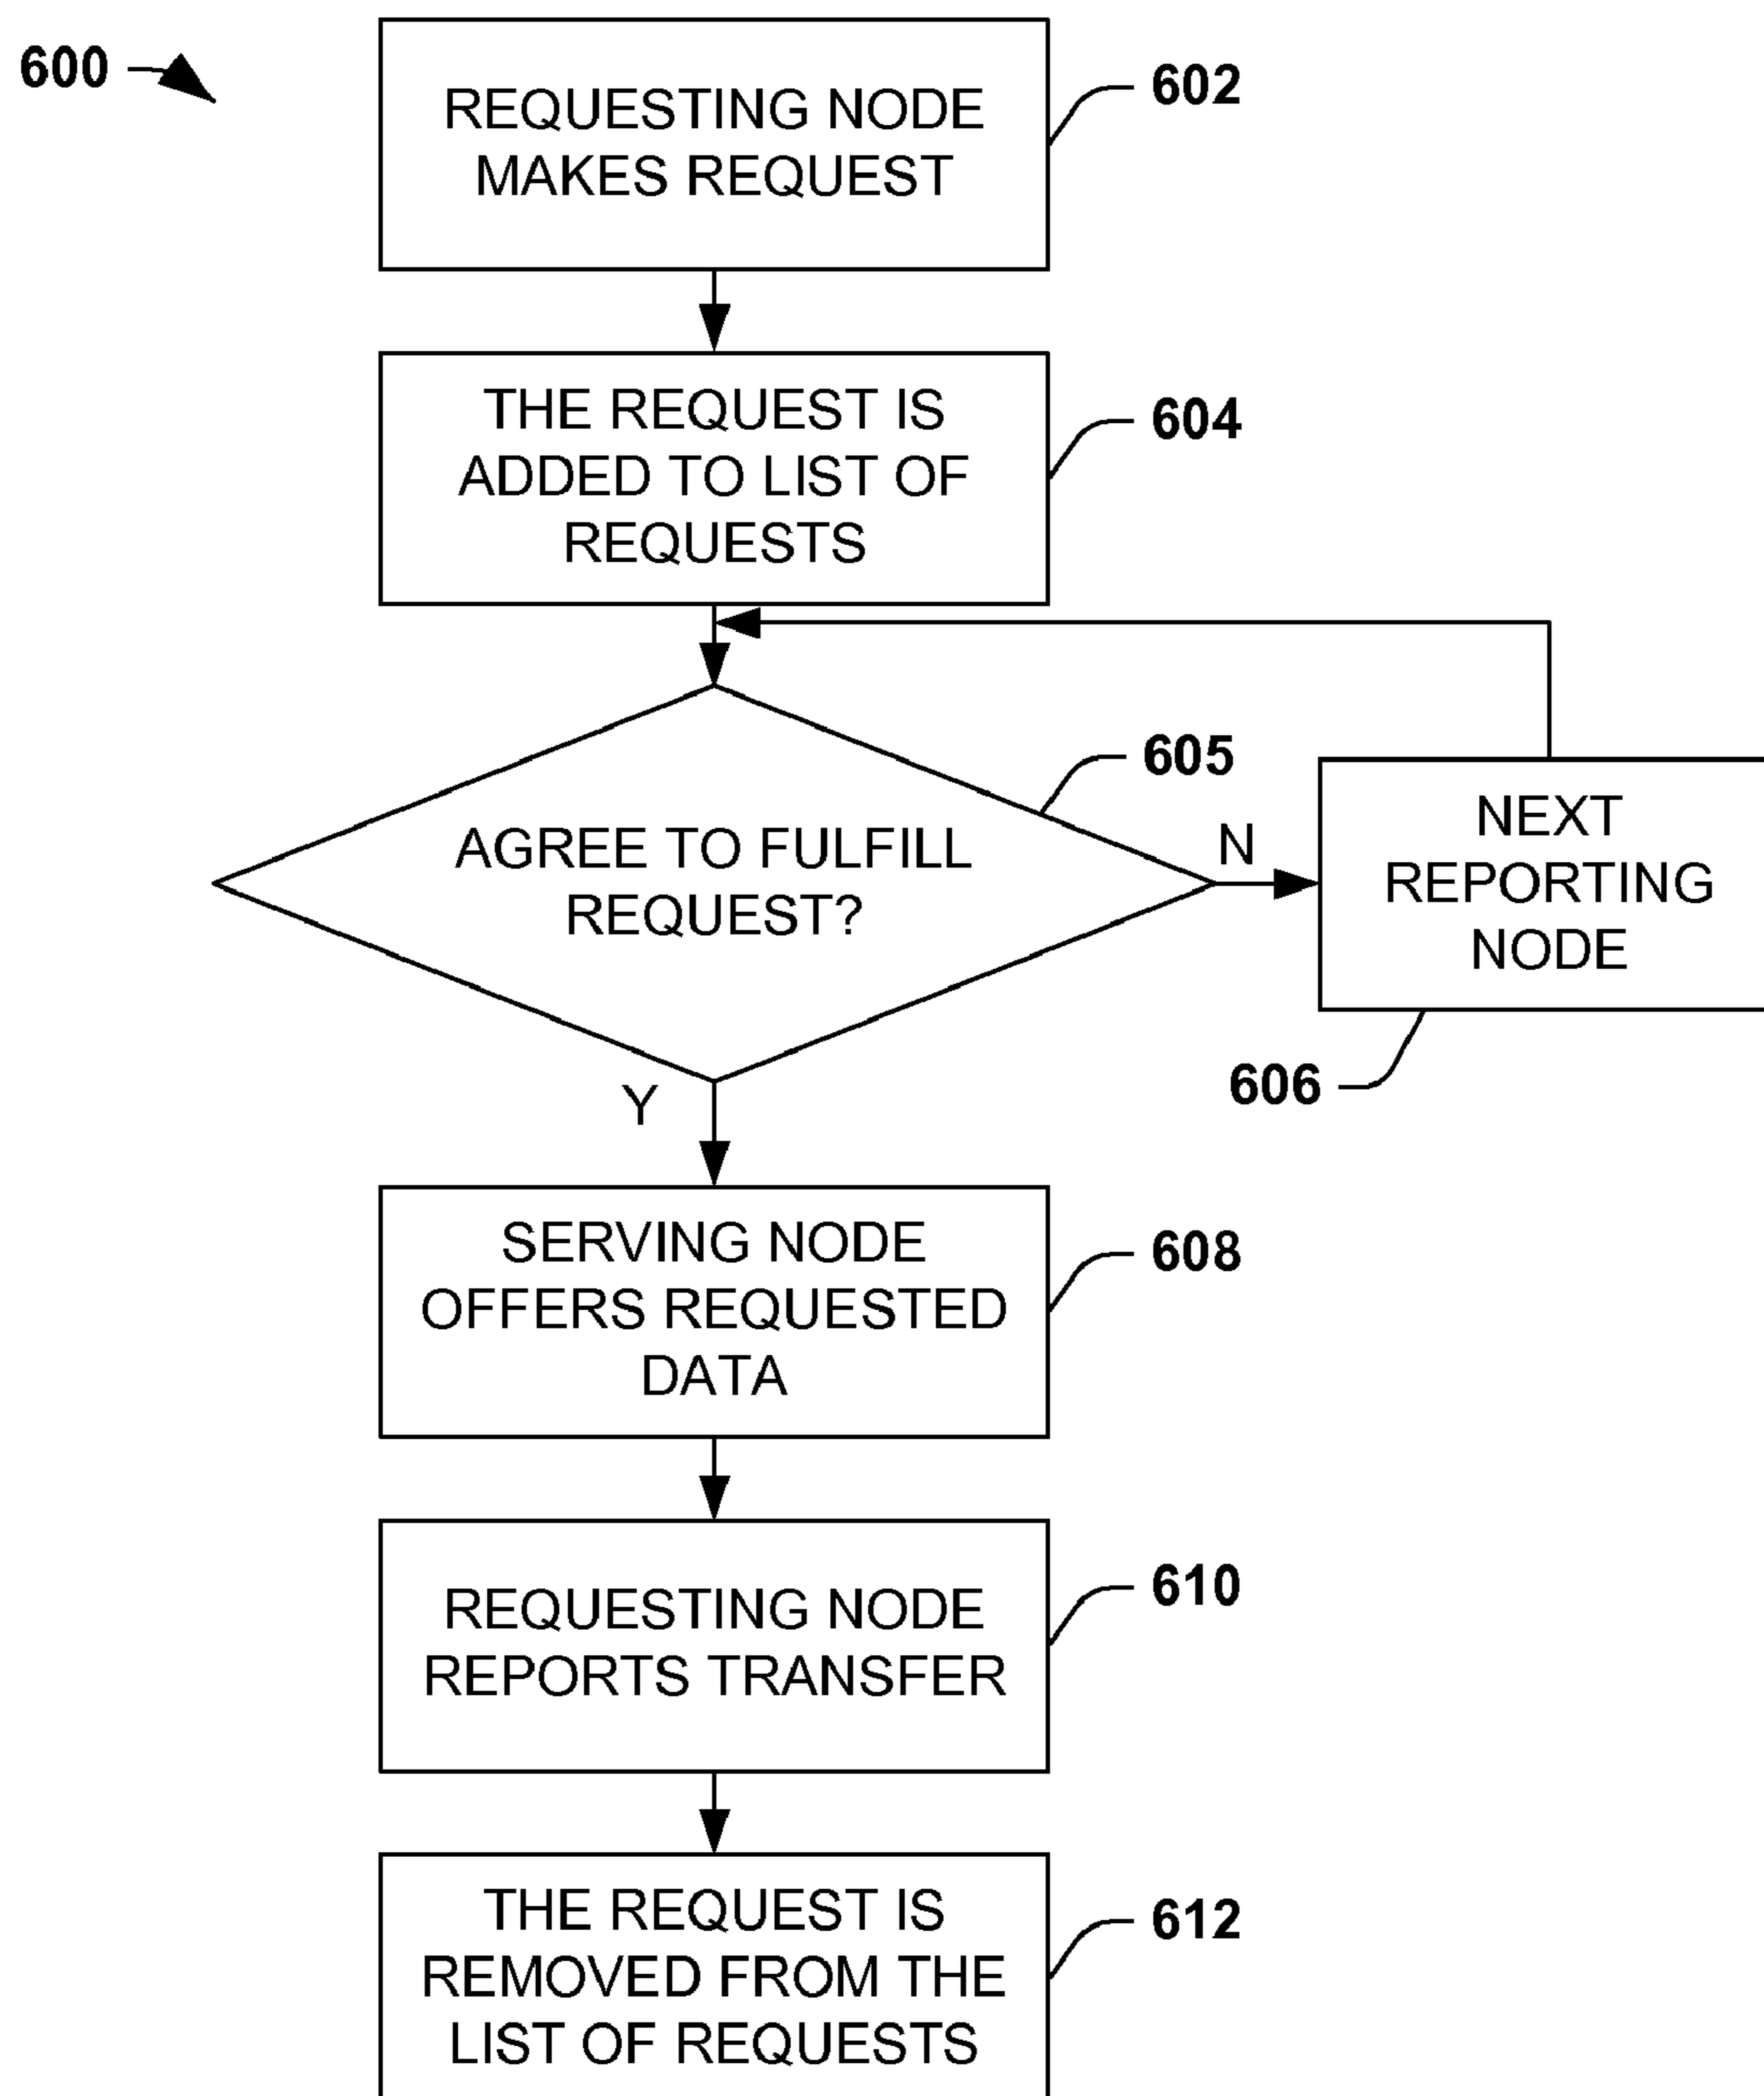 600
REQUESTING NODE
MAKES REQUEST
602
THE REQUEST IS
ADDED TO LIST OF
REQUESTS
604
AGREE TO FULFILL
REQUEST?
605
N
NEXT
REPORTING
NODE
606
Y
SERVING NODE
OFFERS REQUESTED
DATA
608
REQUESTING NODE
REPORTS TRANSFER
610
THE REQUEST IS
REMOVED FROM THE
LIST OF REQUESTS
612